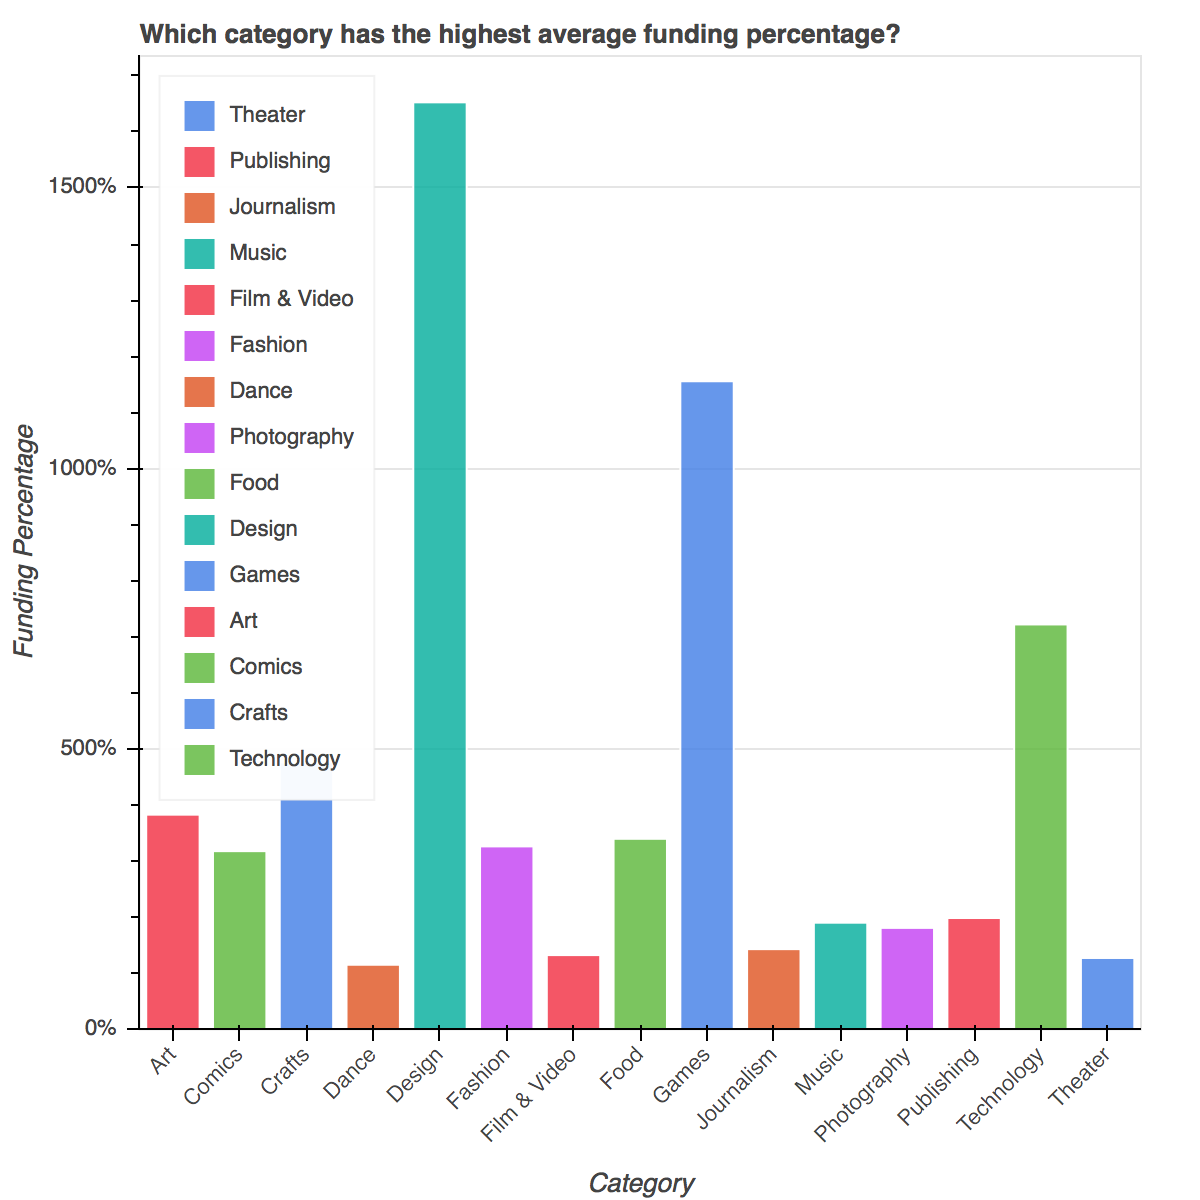 Which category has the highest average funding percentage?
Theater
Publishing
Journalism
Music
Film & Video
Fashion
Dance
Photography
Food
Design
Games
Art
Comics
Crafts
Technology
1500%
1000%
500%
0%
Funding Percentage
Art
Comics
Crafts
Dance
Design
Fashion
Film & Video
Food
Games
Journalism
Music
Photography
Publishing
Technology
Theater
Category